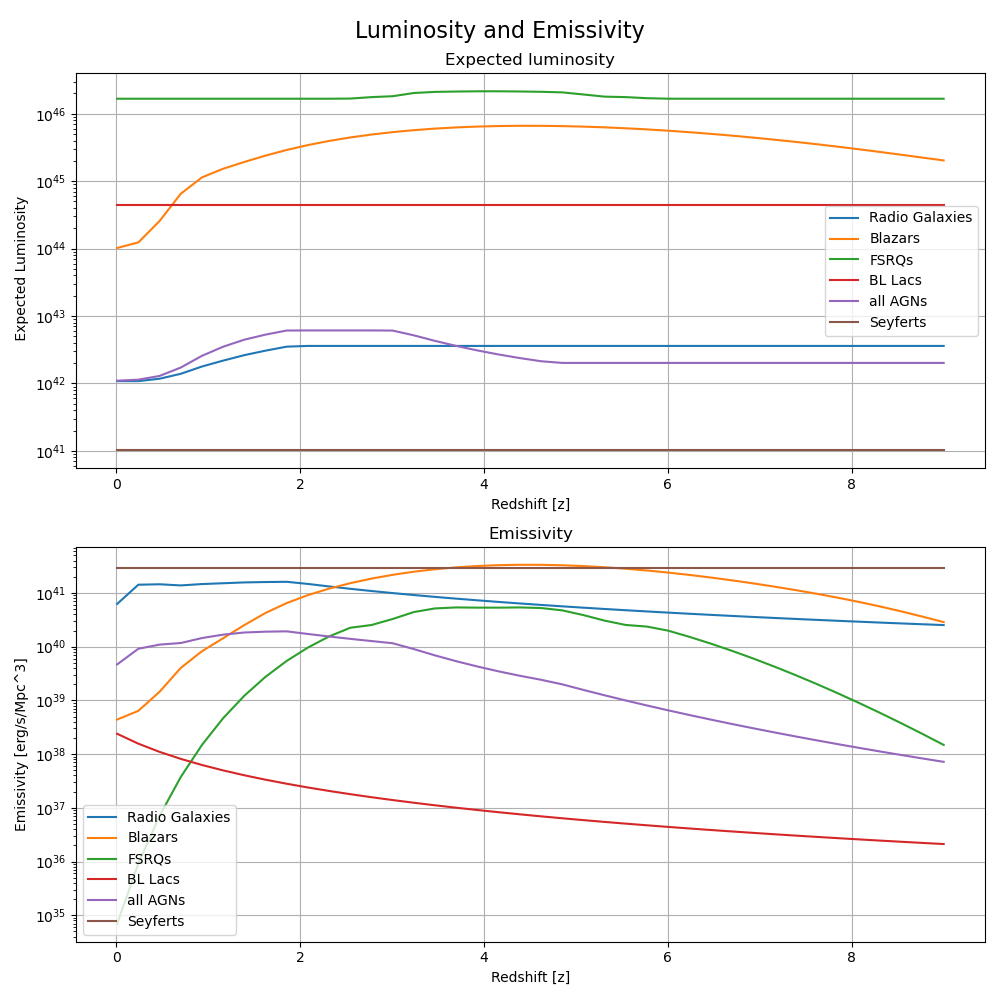 Luminosity and Emissivity
Expected luminosity
Expected Luminosity
10^46
10^45
10^44
10^43
10^42
10^41
Radio Galaxies
Blazars
FSRQs
BL Lacs
all AGNs
Seyferts
0 2 4 6 8
Redshift [z]
Emissivity
Emissivity [erg/s/Mpc^3]
10^41
10^40
10^39
10^38
10^37
10^36
10^35
Radio Galaxies
Blazars
FSRQs
BL Lacs
all AGNs
Seyferts
0 2 4 6 8
Redshift [z]